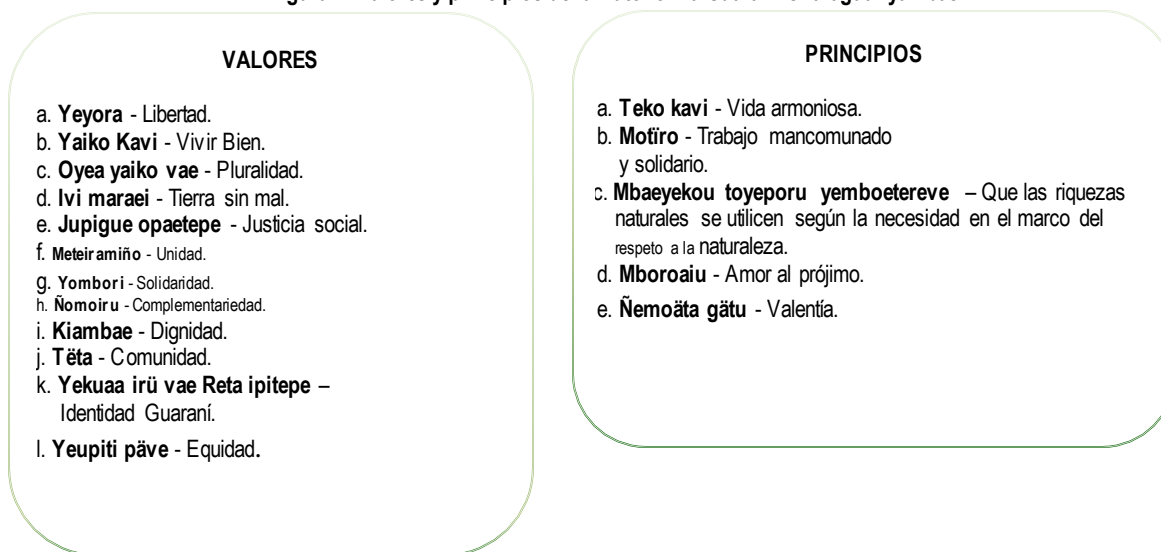 VALORES
a. Yeyora - Libertad.
b. Yaiko Kavi - Vivir Bien.
c. Oyea yaiko vae - Pluralidad.
d. Ivi maraei - Tierra sin mal.
e. Jupigue opaetepe - Justicia social.
f. Meteiramiño - Unidad.
g. Yombori - Solidaridad.
h. Ñomoiru - Complementariedad.
i. Kiambae - Dignidad.
j. Tëta - Comunidad.
k. Yekuaa irü vae Reta ipitepe –
Identidad Guaraní.
l. Yeupiti päve - Equidad.
PRINCIPIOS
a. Teko kavi - Vida armoniosa.
b. Motïro - Trabajo mancomunado
y solidario.
c. Mbaeyekou toyeporu yemboetereve – Que las riquezas
naturales se utilicen según la necesidad en el marco del
respeto a la naturaleza.
d. Mboroaiu - Amor al prójimo.
e. Ñemoäta gätu - Valentía.